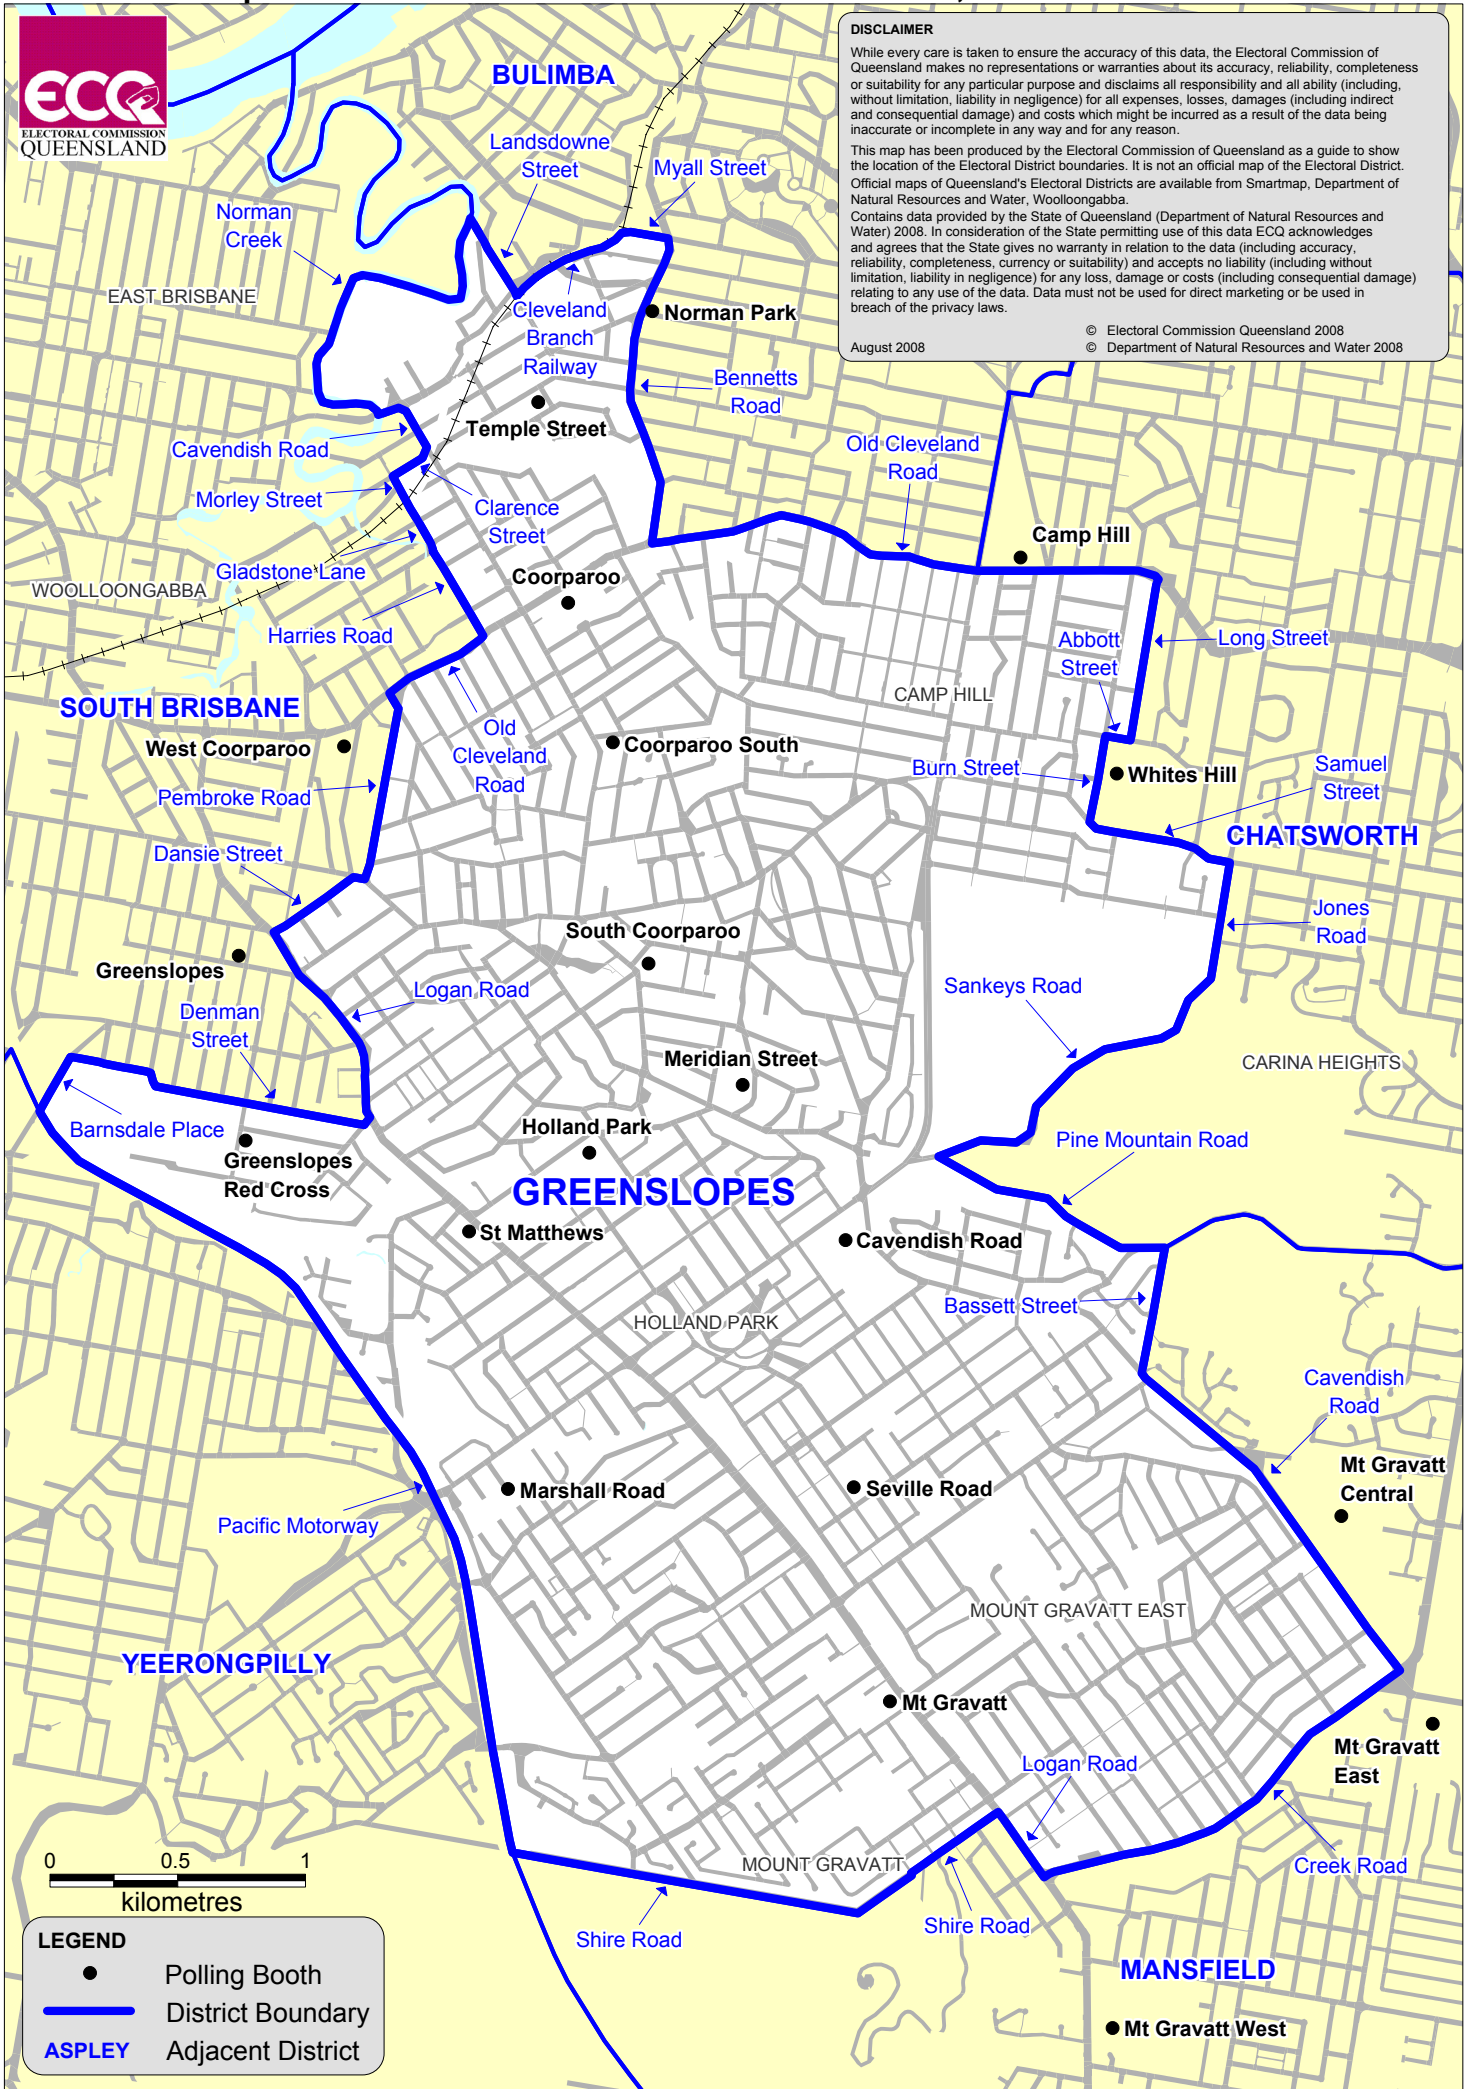 ECQ
ELECTORAL COMMISSION
QUEENSLAND
DISCLAIMER
While every care is taken to ensure the accuracy of this data, the Electoral Commission of
Queensland makes no representations or warranties about its accuracy, reliability, completeness
or suitability for any particular purpose and disclaims all responsibility and all ability (including,
without limitation, liability in negligence) for all expenses, losses, damages (including indirect
and consequential damage) and costs which might be incurred as a result of the data being
inaccurate or incomplete in any way and for any reason.
This map has been produced by the Electoral Commission of Queensland as a guide to show
the location of the Electoral District boundaries. It is not an official map of the Electoral District.
Official maps of Queensland's Electoral Districts are available from Smartmap, Department of
Natural Resources and Water, Woolloongabba.
Contains data provided by the State of Queensland (Department of Natural Resources and
Water) 2008. In consideration of the State permitting use of this data ECQ acknowledges
and agrees that the State gives no warranty in relation to the data (including accuracy,
reliability, completeness, currency or suitability) and accepts no liability (including without
limitation, liability in negligence) for any loss, damage or costs (including consequential damage)
relating to any use of the data. Data must not be used for direct marketing or be used in
breach of the privacy laws.
© Electoral Commission Queensland 2008
August 2008
© Department of Natural Resources and Water 2008
BULIMBA
Landsdowne
Street
Myall Street
Norman
Creek
EAST BRISBANE
Cleveland
Branch
Railway
Norman Park
Bennetts
Road
Temple Street
Cavendish Road
Old Cleveland
Road
Morley Street
Clarence
Street
Camp Hill
Gladstone Lane
Coorparoo
WOOLLOONGABBA
Harries Road
Abbott
Street
Long Street
CAMP HILL
SOUTH BRISBANE
West Coorparoo
Old
Cleveland
Road
Coorparoo South
Burn Street
Whites Hill
Samuel
Street
Pembroke Road
CHATSWORTH
Dansie Street
Jones
Road
South Coorparoo
Greenslopes
Logan Road
Sankeys Road
Denman
Street
Meridian Street
CARINA HEIGHTS
Barnsdale Place
Holland Park
Pine Mountain Road
Greenslopes
Red Cross
GREENSLOPES
St Matthews
Cavendish Road
Bassett Street
HOLLAND PARK
Cavendish
Road
Mt Gravatt
Central
Marshall Road
Seville Road
Pacific Motorway
MOUNT GRAVATT EAST
YEERONGPILLY
Mt Gravatt
Mt Gravatt
East
Logan Road
MOUNT GRAVATT
Creek Road
0 0.5 1
kilometres
Shire Road
Shire Road
LEGEND
Polling Booth
District Boundary
ASPLEY Adjacent District
MANSFIELD
Mt Gravatt West